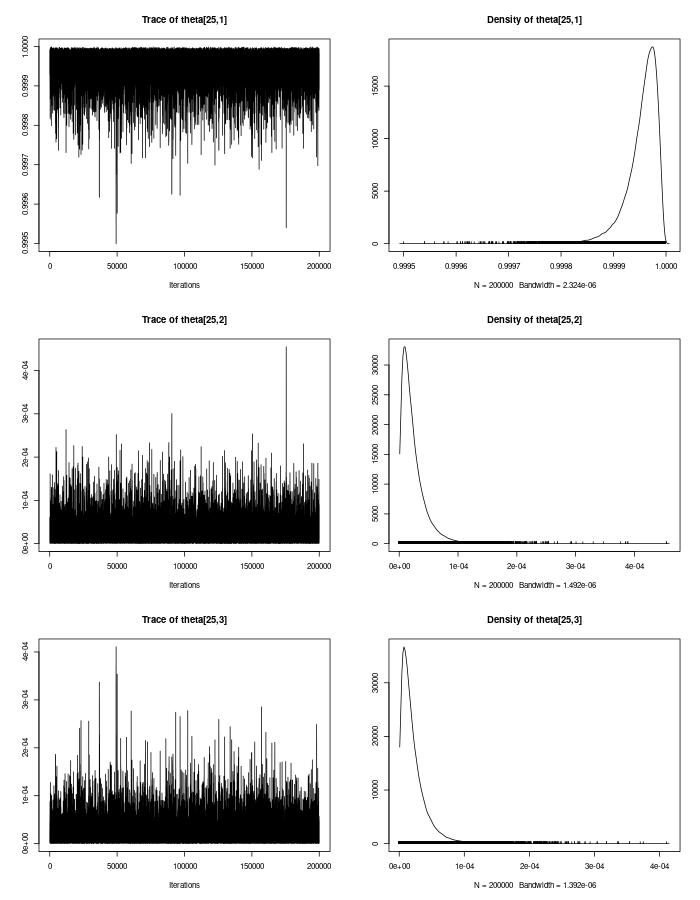 Trace of theta[25,1]
1.0000
0.9999
0.9998
0.9997
0.9996
0.9995
0 50000 100000 150000 200000
Iterations
Density of theta[25,1]
15000
10000
5000
0
0.9995 0.9996 0.9997 0.9998 0.9999 1.0000
N = 200000 Bandwidth = 2.324e-06
Trace of theta[25,2]
4e-04
3e-04
2e-04
1e-04
0e+00
0 50000 100000 150000 200000
Iterations
Density of theta[25,2]
30000
25000
20000
15000
10000
5000
0
0e+00 1e-04 2e-04 3e-04 4e-04
N = 200000 Bandwidth = 1.492e-06
Trace of theta[25,3]
4e-04
3e-04
2e-04
1e-04
0e+00
0 50000 100000 150000 200000
Iterations
Density of theta[25,3]
30000
20000
10000
0
0e+00 1e-04 2e-04 3e-04 4e-04
N = 200000 Bandwidth = 1.392e-06